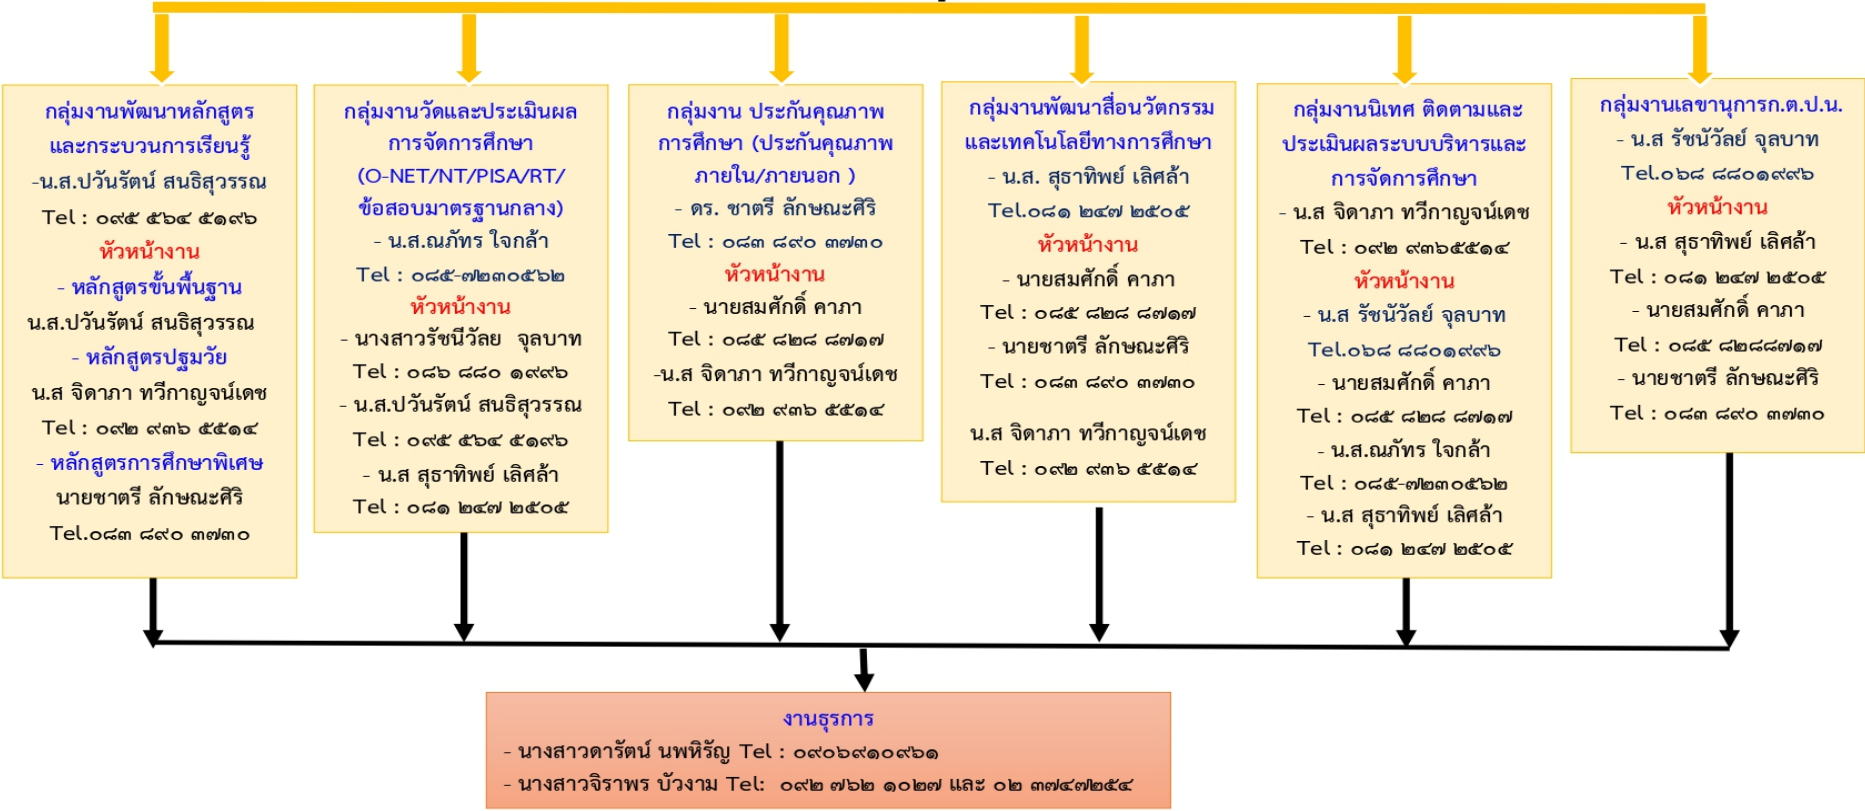 กลุ่มงานพัฒนาหลักสูตร
และกระบวนการเรียนรู้
-น.ส.ปวันรัตน์ สนธิสุวรรณ
Tel : ๐๙๕ ๕๖๔ ๕๑๙๖
หัวหน้างาน
- หลักสูตรขั้นพื้นฐาน
น.ส.ปวันรัตน์ สนธิสุวรรณ
- หลักสูตรปฐมวัย
น.ส จิดาภา ทวีกาญจน์เดช
Tel : ๐๙๒ ๙๓๖ ๕๕๑๔
- หลักสูตรการศึกษาพิเศษ
นายชาตรี ลักษณะศิริ
Tel.๐๘๓ ๘๙๐ ๓๗๓๐
กลุ่มงานวัดและประเมินผล
การจัดการศึกษา
(O-NET/NT/PISA/RT/
ข้อสอบมาตรฐานกลาง)
- น.ส.ณภัทร ใจกล้า
Tel : ๐๘๕-๗๒๓๐๕๖๒
หัวหน้างาน
- นางสาวรัชนีวัลย จุลบาท
Tel : ๐๘๖ ๘๘๐ ๑๙๙๖
- น.ส.ปวันรัตน์ สนธิสุวรรณ
Tel : ๐๙๕ ๕๖๔ ๕๑๙๖
- น.ส สุธาทิพย์ เลิศล้า
Tel : ๐๘๑ ๒๔๗ ๒๕๐๕
กลุ่มงาน ประกันคุณภาพ
การศึกษา (ประกันคุณภาพ
ภายใน/ภายนอก )
- ดร. ชาตรี ลักษณะศิริ
Tel : ๐๘๓ ๘๙๐ ๓๗๓๐
หัวหน้างาน
- นายสมศักดิ์ คาภา
Tel : ๐๘๕ ๘๒๘ ๘๗๑๗
-น.ส จิดาภา ทวีกาญจน์เดช
Tel : ๐๙๒ ๙๓๖ ๕๕๑๔
กลุ่มงานพัฒนาสื่อนวัตกรรม
และเทคโนโลยีทางการศึกษา
- น.ส. สุธาทิพย์ เลิศล้า
Tel.๐๘๑ ๒๔๗ ๒๕๐๕
หัวหน้างาน
- นายสมศักดิ์ คาภา
Tel : ๐๘๕ ๘๒๘ ๘๗๑๗
- นายชาตรี ลักษณะศิริ
Tel : ๐๘๓ ๘๙๐ ๓๗๓๐
น.ส จิดาภา ทวีกาญจน์เดช
Tel : ๐๙๒ ๙๓๖ ๕๕๑๔
กลุ่มงานนิเทศ ติดตามและ
ประเมินผลระบบบริหารและ
การจัดการศึกษา
- น.ส จิดาภา ทวีกาญจน์เดช
Tel : ๐๙๒ ๙๓๖๕๕๑๔
หัวหน้างาน
- น.ส รัชนีวัลย์ จุลบาท
Tel.๐๖๘ ๘๘๐๑๙๙๖
- นายสมศักดิ์ คาภา
Tel : ๐๘๕ ๘๒๘ ๘๗๑๗
- น.ส.ณภัทร ใจกล้า
Tel : ๐๘๕-๗๒๓๐๕๖๒
- น.ส สุธาทิพย์ เลิศล้า
Tel : ๐๘๑ ๒๔๗ ๒๕๐๕
กลุ่มงานเลขานุการก.ต.ป.น.
- น.ส รัชนีวัลย์ จุลบาท
Tel.๐๖๘ ๘๘๐๑๙๙๖
หัวหน้างาน
- น.ส สุธาทิพย์ เลิศล้า
Tel : ๐๘๑ ๒๔๗ ๒๕๐๕
- นายสมศักดิ์ คาภา
Tel : ๐๘๕ ๘๒๘๘๗๑๗
- นายชาตรี ลักษณะศิริ
Tel : ๐๘๓ ๘๙๐ ๓๗๓๐
งานธุรการ
- นางสาวดารัตน์ นพหิรัญ Tel : ๐๙๐๖๙๑๐๙๖๑
- นางสาวจิราพร บัวงาม Tel: ๐๙๒ ๗๖๒ ๑๐๒๗ และ ๐๒ ๓๗๔๗๒๕๔